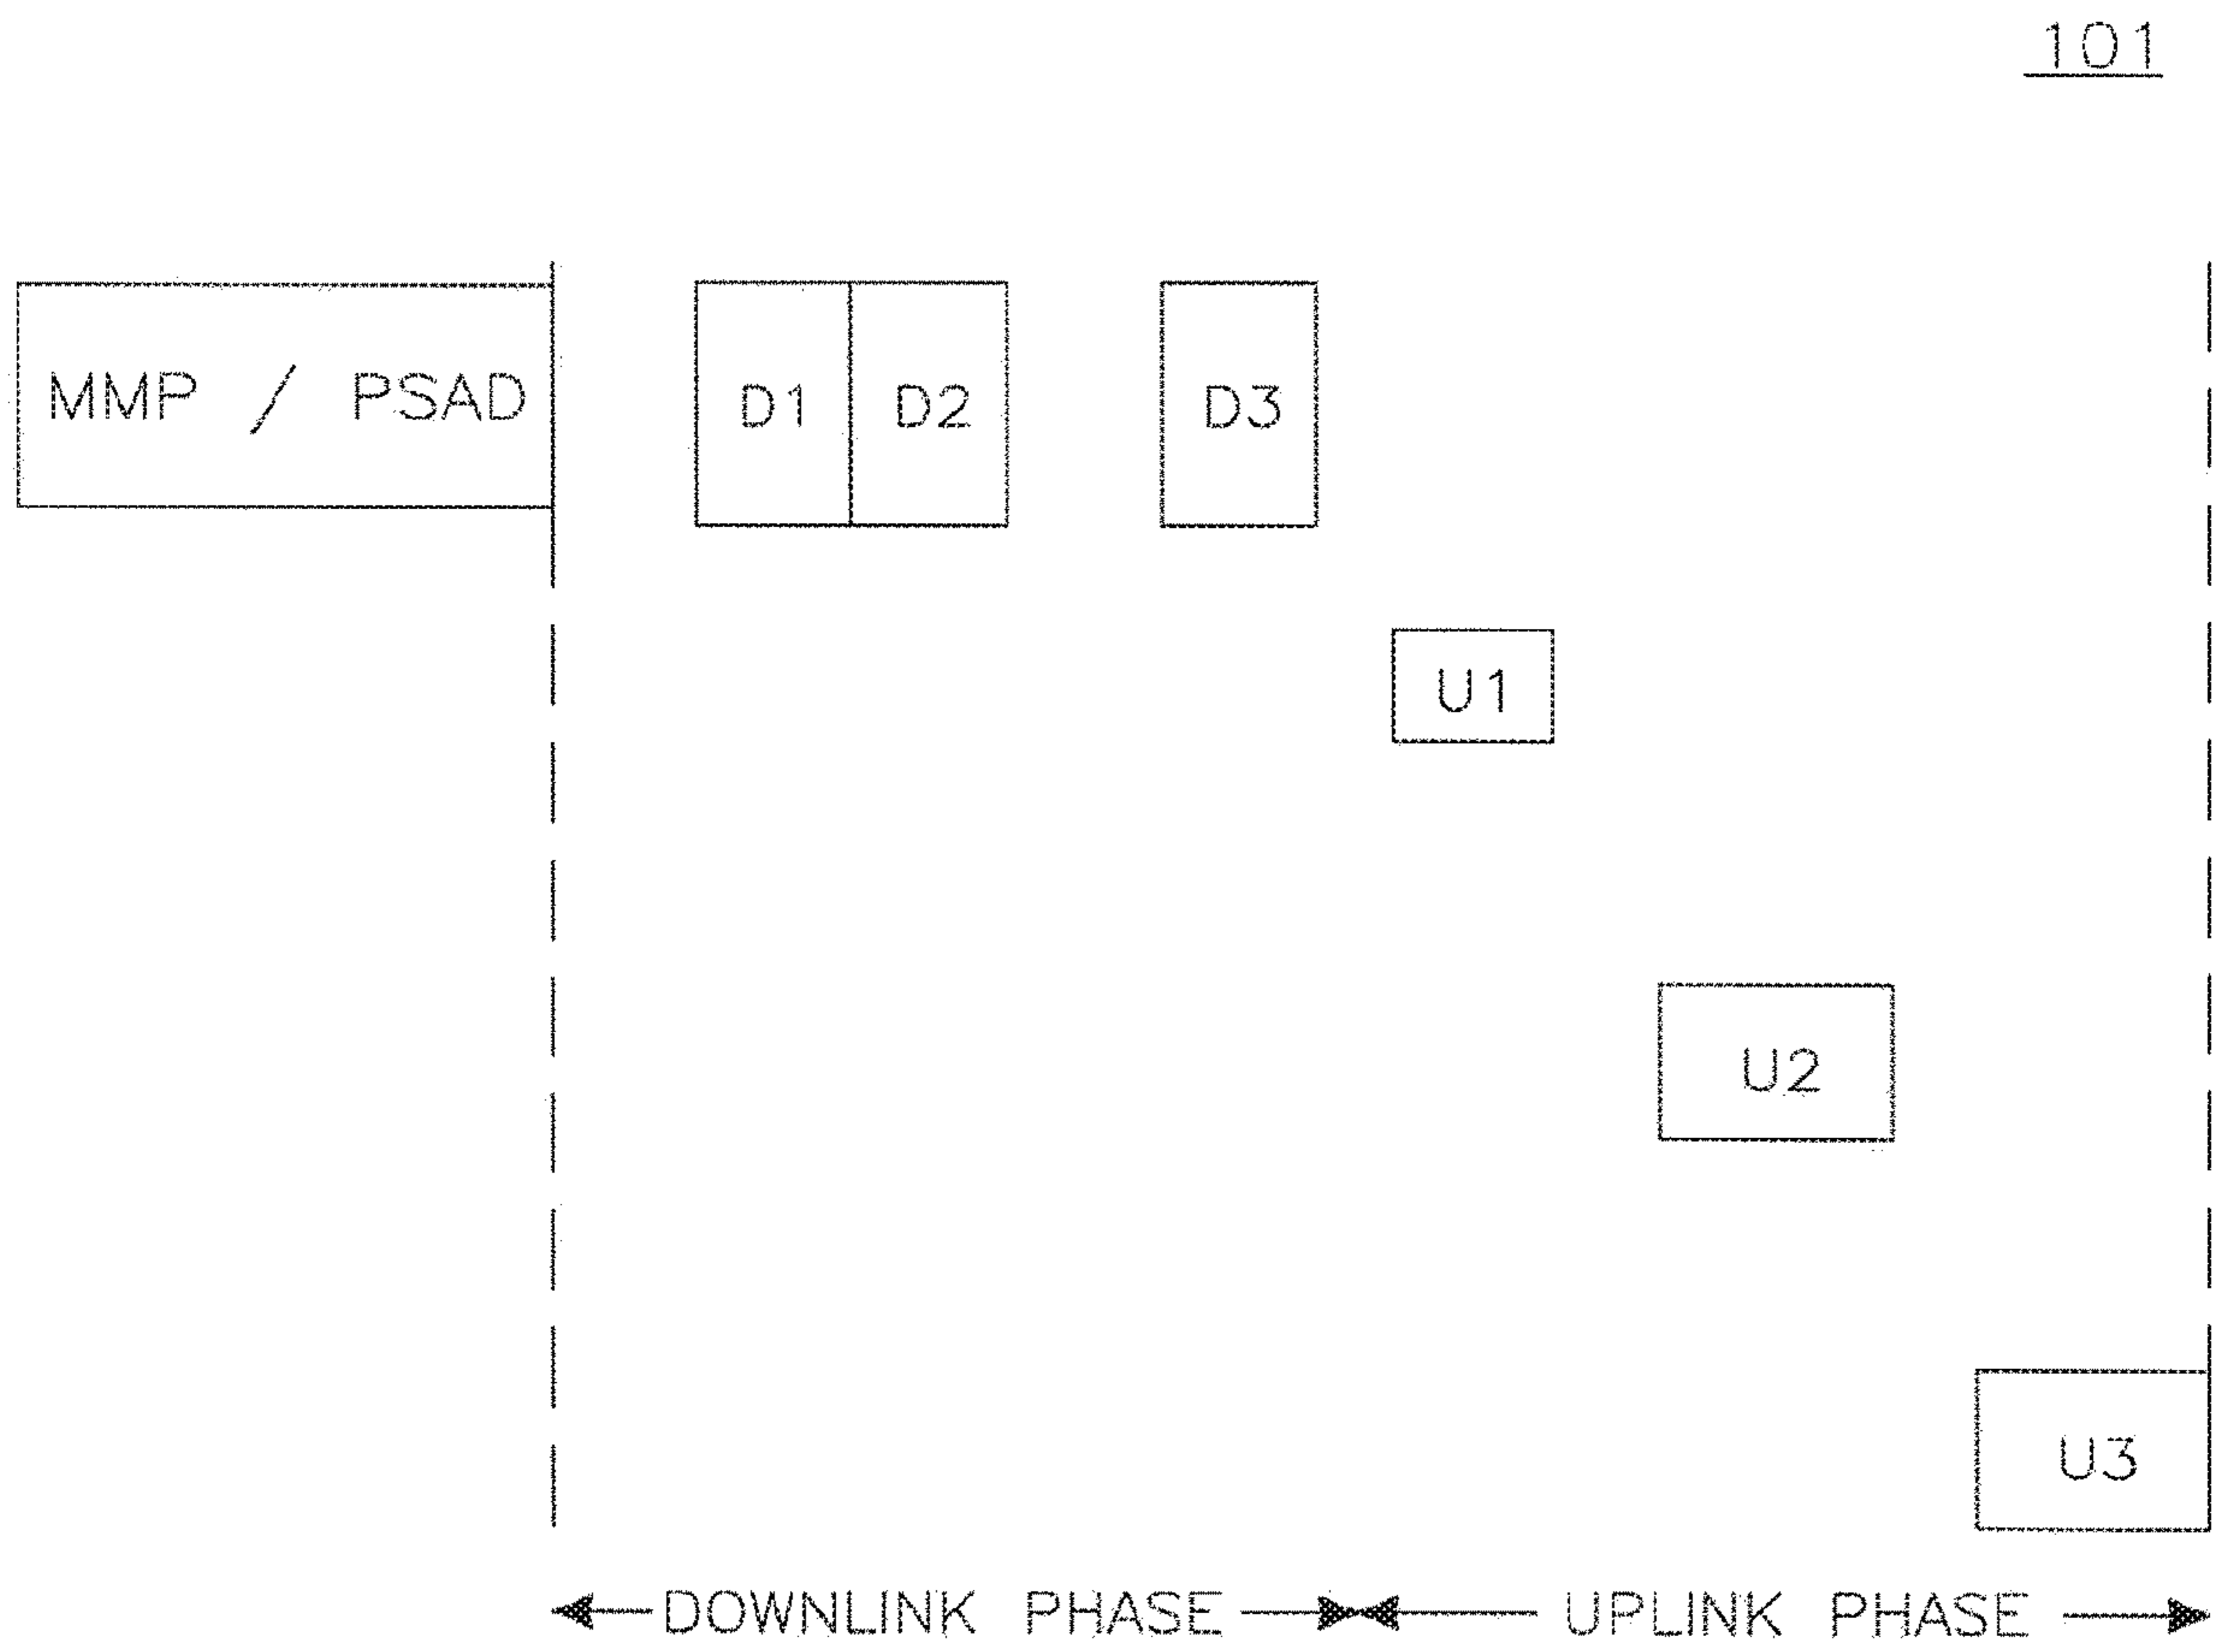 101
MMP / PSAD
D1
D2
D3
U1
U2
U3
DOWNLINK PHASE
UPLINK PHASE